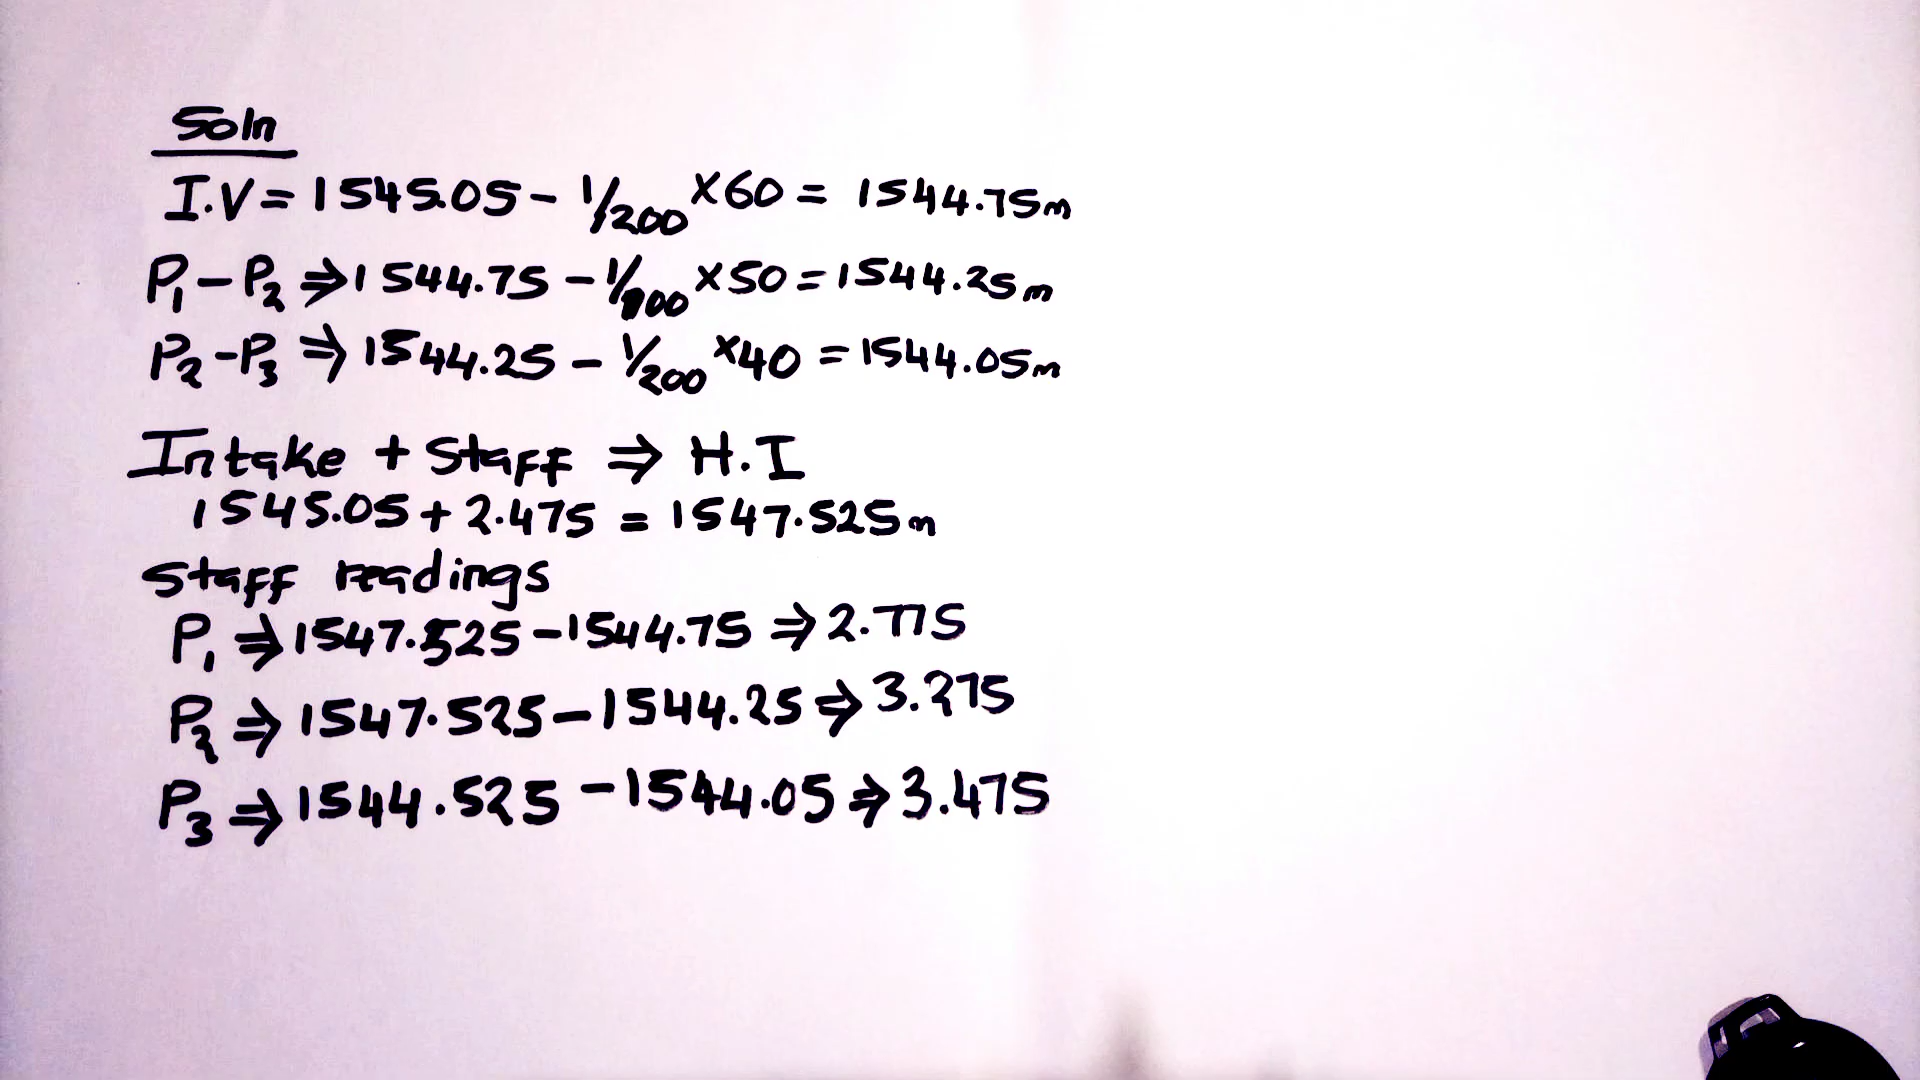 Soln
I.V = 1545.05 - 1/200 × 60 = 1544.75m
P1 - P2 ⇒ 1544.75 - 1/100 × 50 = 1544.25m
P2 - P3 ⇒ 1544.25 - 1/200 × 40 = 1544.05m
Intake + Staff ⇒ H.I
1545.05 + 2.475 = 1547.525m
Staff readings
P1 ⇒ 1547.525 - 1544.75 ⇒ 2.775
P2 ⇒ 1547.525 - 1544.25 ⇒ 3.275
P3 ⇒ 1544.525 - 1544.05 ⇒ 3.475